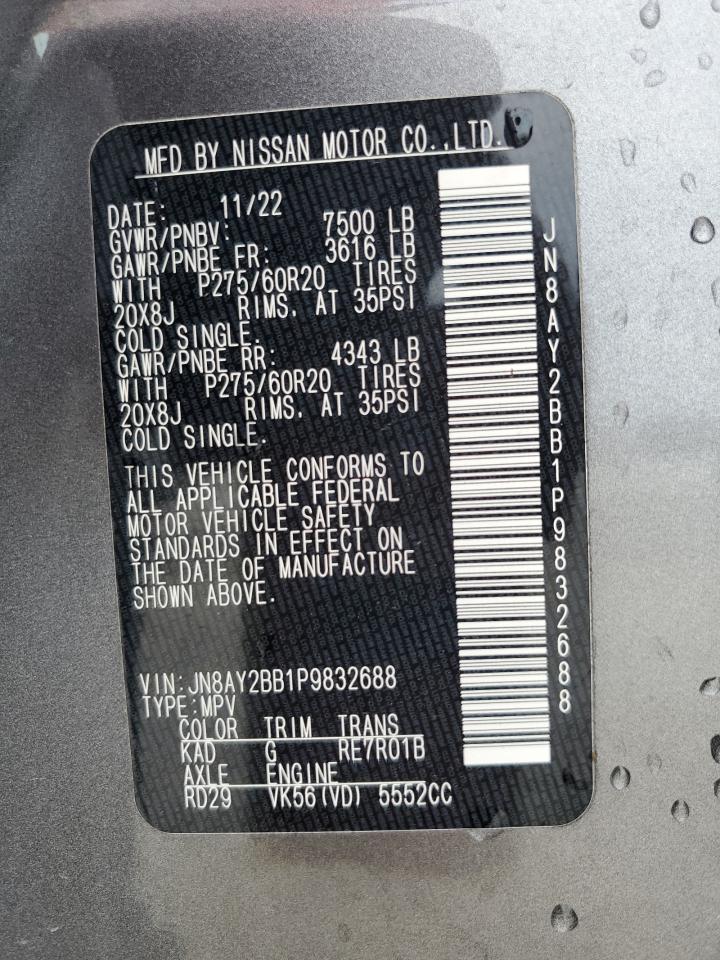 MFD BY NISSAN MOTOR CO.,LTD.
DATE: 11/22
GVWR/PNBV: 7500 LB
GAWR/PNBE FR: 3616 LB
WITH P275/60R20 TIRES
20X8J RIMS, AT 35PSI
COLD SINGLE.
GAWR/PNBE RR: 4343 LB
WITH P275/60R20 TIRES
20X8J RIMS, AT 35PSI
COLD SINGLE.
THIS VEHICLE CONFORMS TO
ALL APPLICABLE FEDERAL
MOTOR VEHICLE SAFETY
STANDARDS IN EFFECT ON
THE DATE OF MANUFACTURE
SHOWN ABOVE.
VIN:JN8AY2BB1P9832688
TYPE:MPV
COLOR TRIM TRANS
KAD G RE7R01B
AXLE ENGINE
RD29 VK56(VD) 5552CC
JN8AY2BB1P9832688